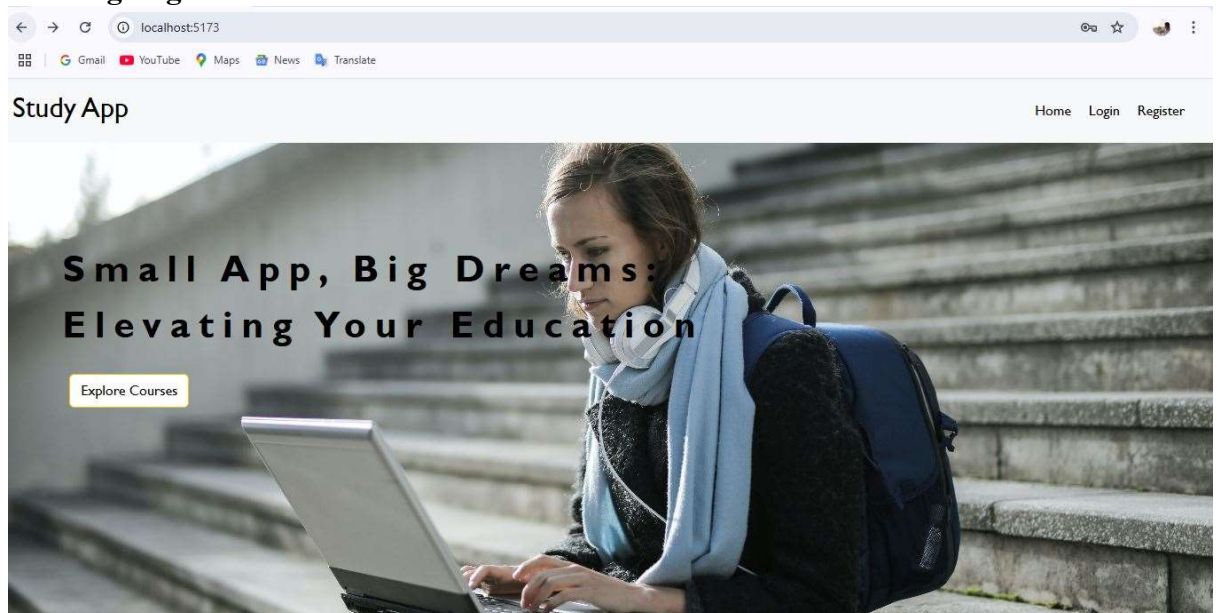 localhost:5173
Gmail YouTube Maps News Translate
Study App
Home Login Register
Small App, Big Dreams:
Elevating Your Education
Explore Courses